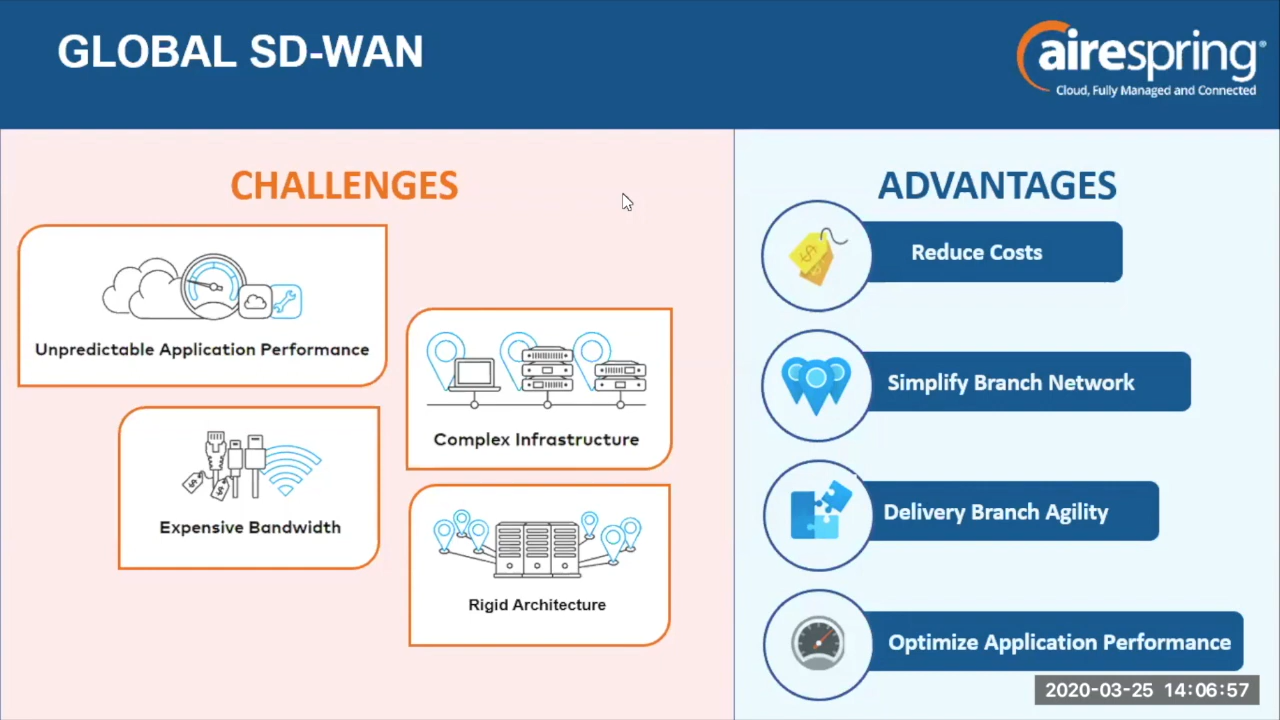 GLOBAL SD-WAN
airespring®
Cloud, Fully Managed and Connected
CHALLENGES
Unpredictable Application Performance
Complex Infrastructure
Expensive Bandwidth
Rigid Architecture
ADVANTAGES
Reduce Costs
Simplify Branch Network
Delivery Branch Agility
Optimize Application Performance
2020-03-25 14:06:57